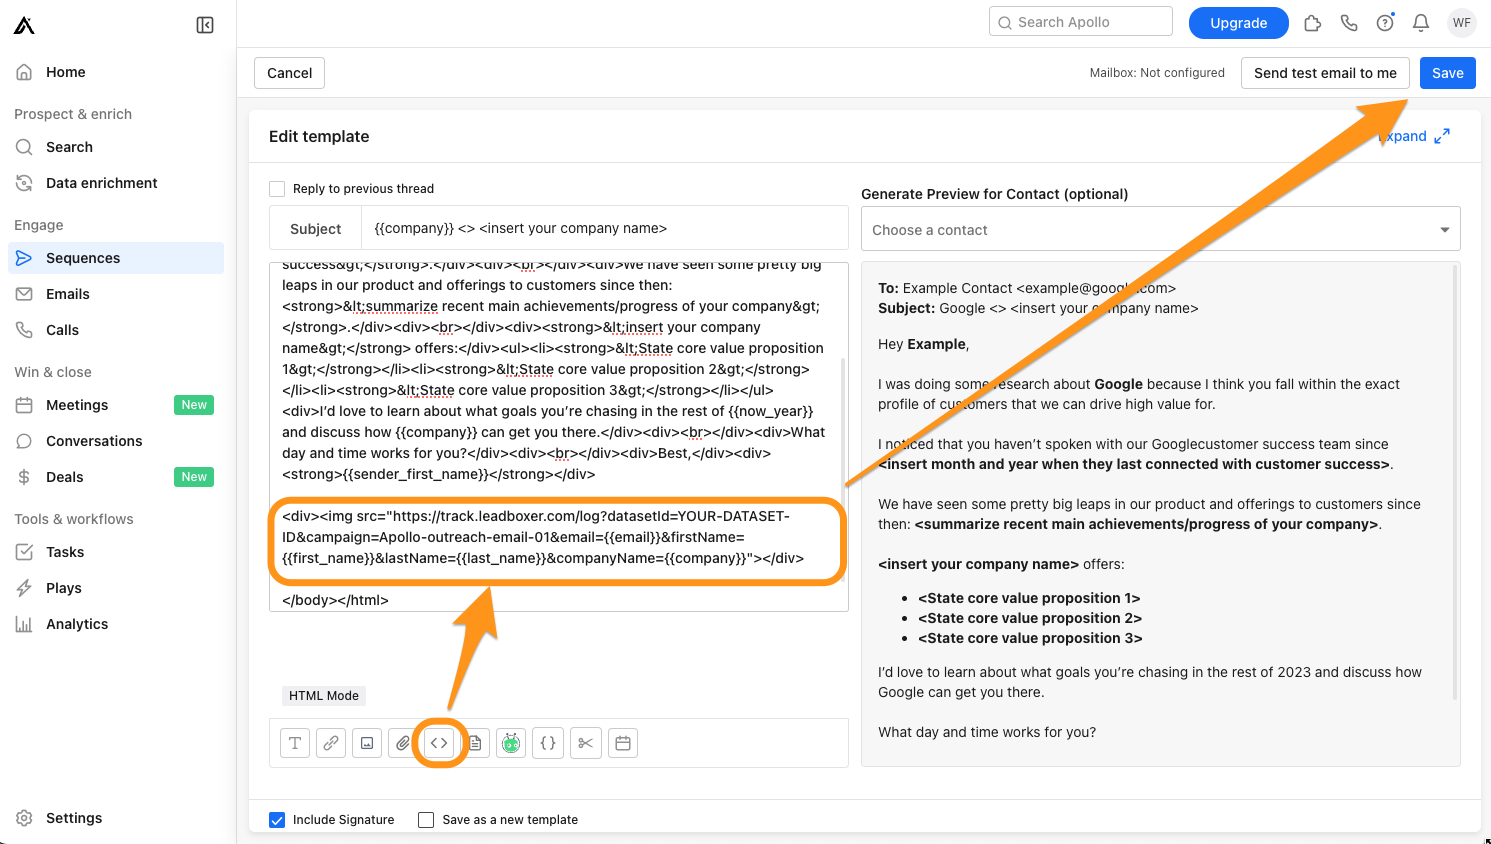 Search Apollo
Upgrade
WF
Home
Prospect & enrich
Search
Data enrichment
Engage
Sequences
Emails
Calls
Win & close
Meetings
New
Conversations
Deals
New
Tools & workflows
Tasks
Plays
Analytics
Settings
Cancel
Mailbox: Not configured
Send test email to me
Save
Edit template
Expand
Reply to previous thread
Subject
{{company}} <> <insert your company name>
success&gt;</strong>.</div><div><br></div><div>We have seen some pretty big
leaps in our product and offerings to customers since then:
<strong>&lt;summarize recent main achievements/progress of your company&gt;
</strong>.</div><div><br></div><div><strong>&lt;insert your company
name&gt;</strong> offers:</div><ul><li><strong>&lt;State core value proposition
1&gt;</strong></li><li><strong>&lt;State core value proposition 2&gt;</strong>
</li><li><strong>&lt;State core value proposition 3&gt;</strong></li></ul>
<div>I’d love to learn about what goals you’re chasing in the rest of {{now_year}}
and discuss how {{company}} can get you there.</div><div><br></div><div>What
day and time works for you?</div><div><br></div><div>Best,</div><div>
<strong>{{sender_first_name}}</strong></div>
<div><img src="https://track.leadboxer.com/log?datasetId=YOUR-DATASET-
ID&campaign=Apollo-outreach-email-01&email={{email}}&firstName=
{{first_name}}&lastName={{last_name}}&companyName={{company}}"></div>
</body></html>
HTML Mode
Include Signature
Save as a new template
Generate Preview for Contact (optional)
Choose a contact
To: Example Contact <example@google.com>
Subject: Google <> <insert your company name>
Hey Example,
I was doing some research about Google because I think you fall within the exact
profile of customers that we can drive high value for.
I noticed that you haven’t spoken with our Googlecustomer success team since
<insert month and year when they last connected with customer success>.
We have seen some pretty big leaps in our product and offerings to customers since
then: <summarize recent main achievements/progress of your company>.
<insert your company name> offers:
• <State core value proposition 1>
• <State core value proposition 2>
• <State core value proposition 3>
I’d love to learn about what goals you’re chasing in the rest of 2023 and discuss how
Google can get you there.
What day and time works for you?